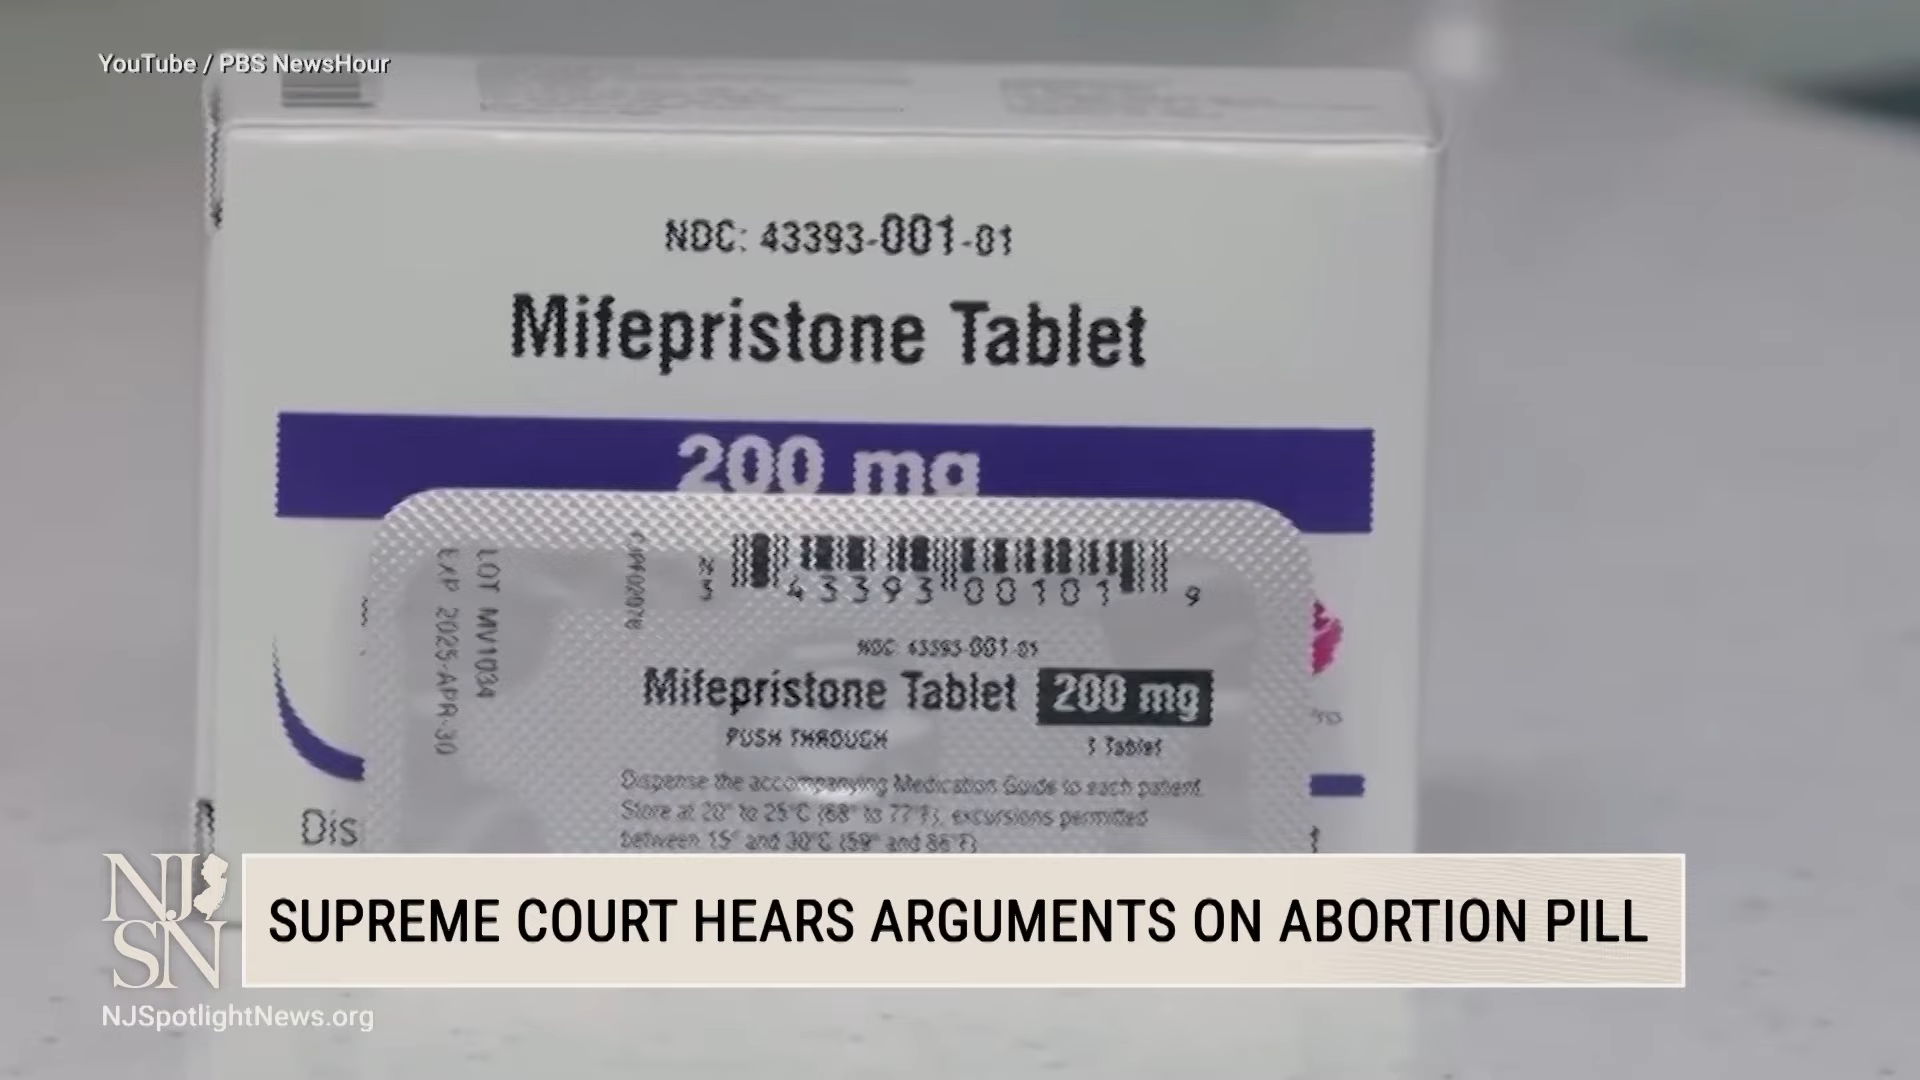 YouTube / PBS NewsHour
NDC: 43393-001-01
Mifepristone Tablet
200 mg
LOT MV1034
EXP 2025-APR-30
N
3 43393 00101 9
NDC 43393-001-01
Mifepristone Tablet 200 mg
PUSH THROUGH
1 Tablet
Dispense the accompanying Medication Guide to each patient.
Store at 20° to 25°C (68° to 77°F), excursions permitted
between 15° and 30°C (59° and 86°F)
Dis
NJ
SN
SUPREME COURT HEARS ARGUMENTS ON ABORTION PILL
NJSpotlightNews.org